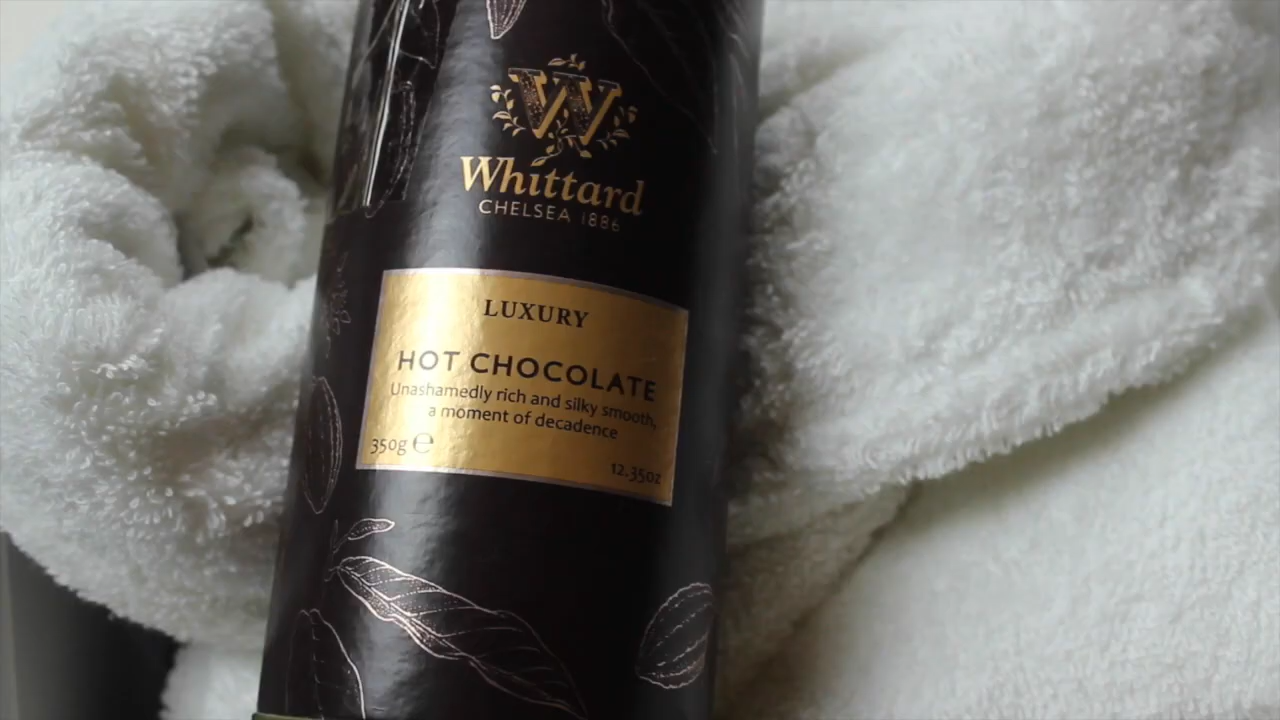 W
Whittard
CHELSEA 1886
LUXURY
HOT CHOCOLATE
Unashamedly rich and silky smooth,
a moment of decadence
350g ℮
12.35oz